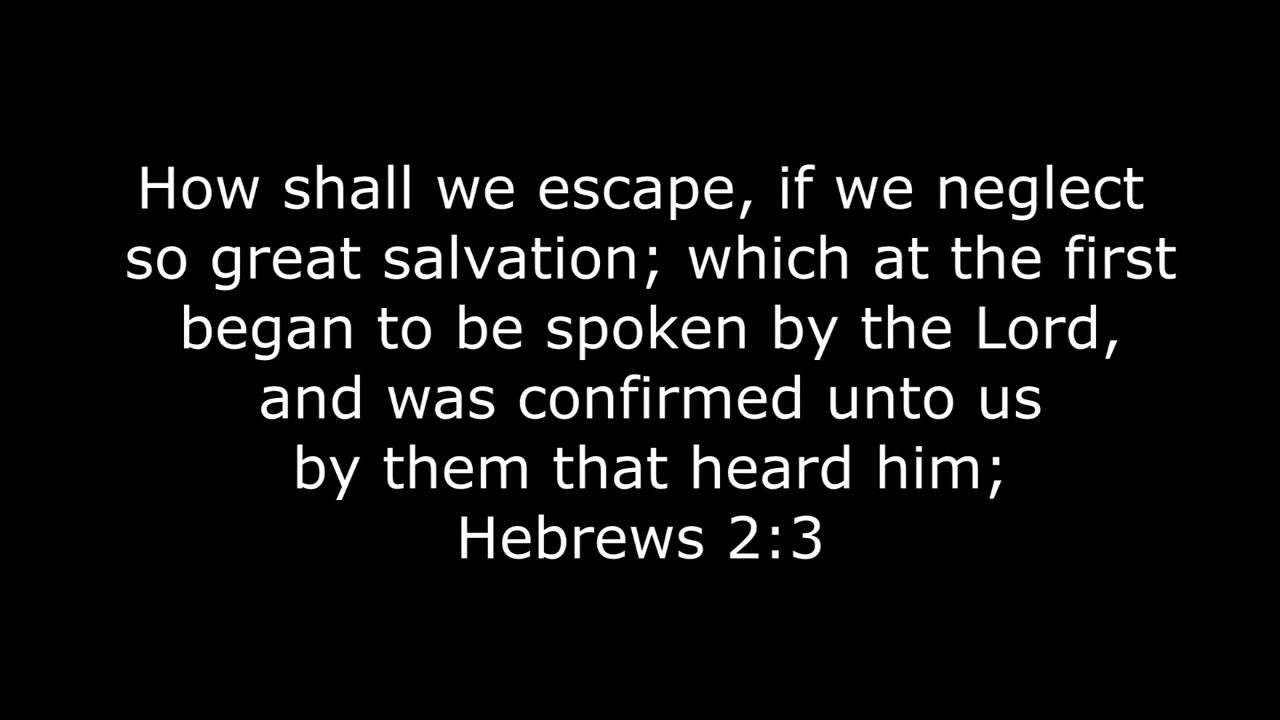 How shall we escape, if we neglect
so great salvation; which at the first
began to be spoken by the Lord,
and was confirmed unto us
by them that heard him;
Hebrews 2:3